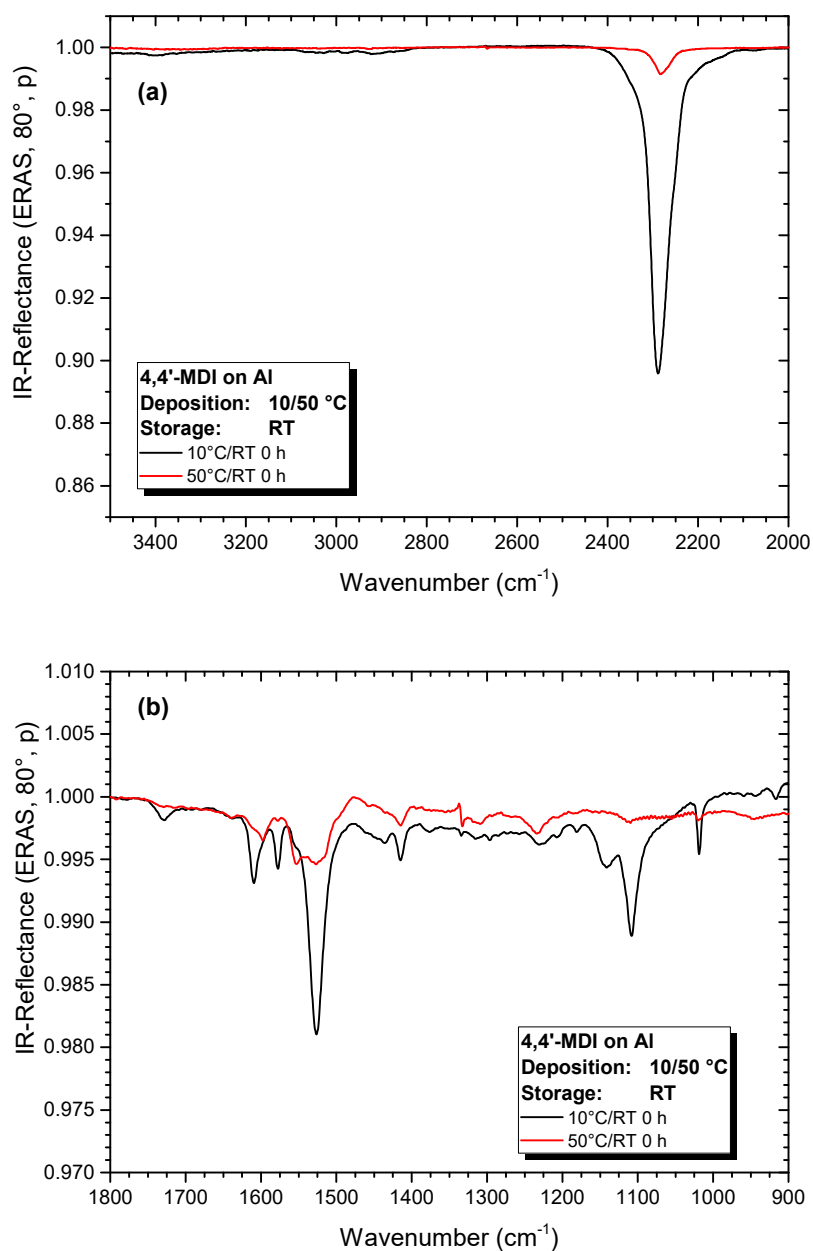 1.00
0.98
0.96
0.94
0.92
0.90
0.88
0.86
IR-Reflectance (ERAS, 80°, p)
(a)
4,4'-MDI on Al
Deposition: 10/50 °C
Storage: RT
10°C/RT 0 h
50°C/RT 0 h
3400 3200 3000 2800 2600 2400 2200 2000
Wavenumber (cm⁻¹)
1.010
1.005
1.000
0.995
0.990
0.985
0.980
0.975
0.970
IR-Reflectance (ERAS, 80°, p)
(b)
4,4'-MDI on Al
Deposition: 10/50 °C
Storage: RT
10°C/RT 0 h
50°C/RT 0 h
1800 1700 1600 1500 1400 1300 1200 1100 1000 900
Wavenumber (cm⁻¹)